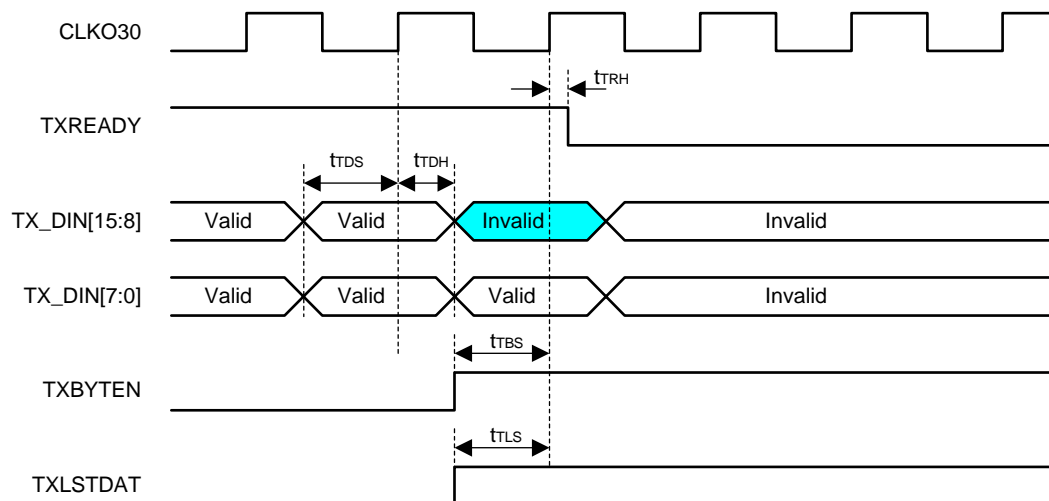 CLKO30
tTRH
TXREADY
tTDS tTDH
TX_DIN[15:8] Valid Valid Invalid Invalid
TX_DIN[7:0] Valid Valid Valid Invalid
tTBS
TXBYTEN
tTLS
TXLSTDAT